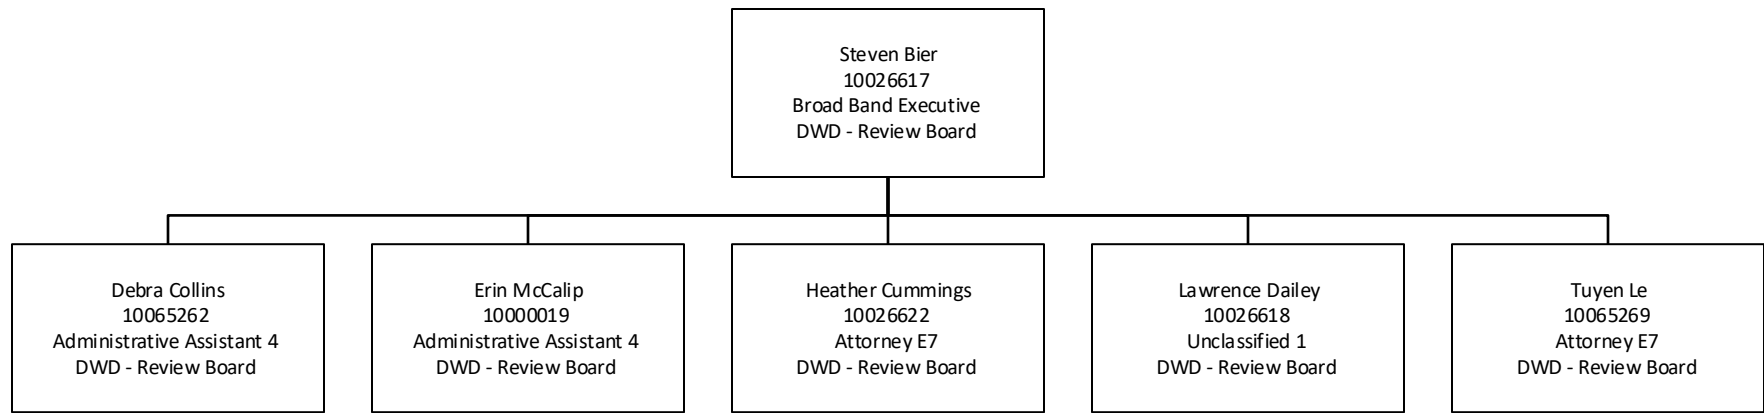 Steven Bier
10026617
Broad Band Executive
DWD - Review Board
Debra Collins
10065262
Administrative Assistant 4
DWD - Review Board
Erin McCalip
10000019
Administrative Assistant 4
DWD - Review Board
Heather Cummings
10026622
Attorney E7
DWD - Review Board
Lawrence Dailey
10026618
Unclassified 1
DWD - Review Board
Tuyen Le
10065269
Attorney E7
DWD - Review Board